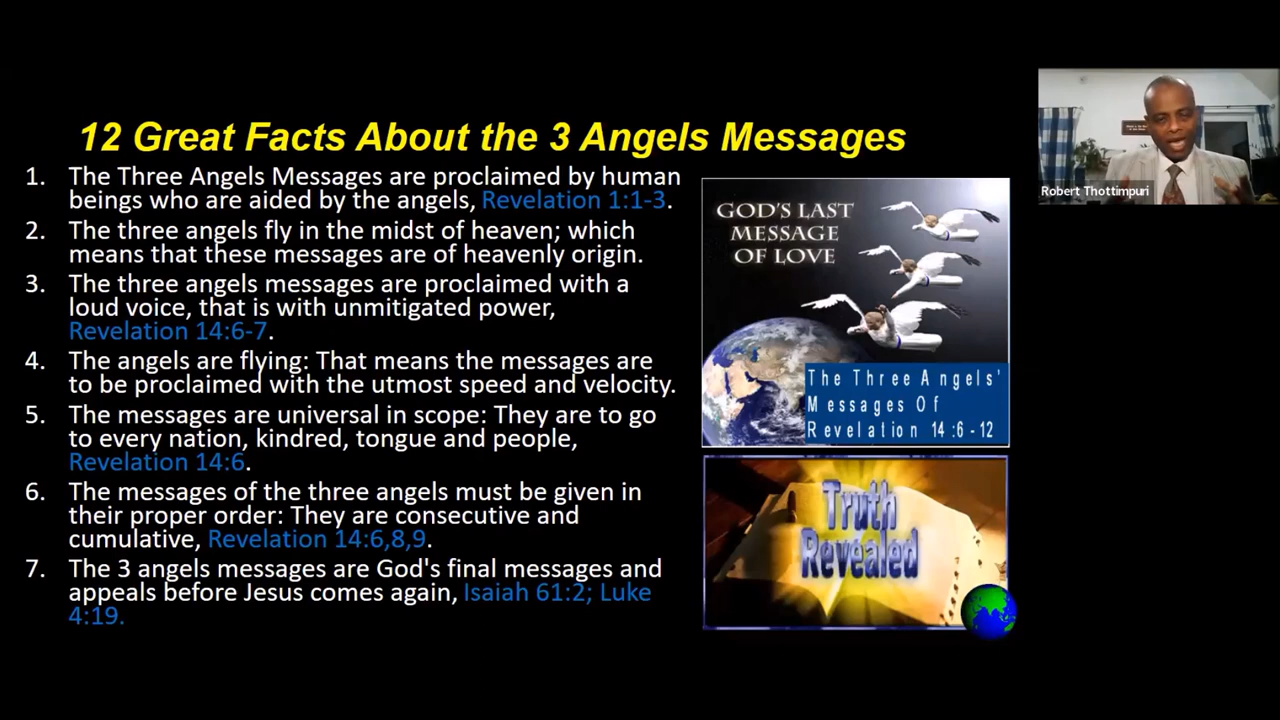 12 Great Facts About the 3 Angels Messages
1. The Three Angels Messages are proclaimed by human
beings who are aided by the angels, Revelation 1:1-3.
2. The three angels fly in the midst of heaven; which
means that these messages are of heavenly origin.
3. The three angels messages are proclaimed with a
loud voice, that is with unmitigated power,
Revelation 14:6-7.
4. The angels are flying: That means the messages are
to be proclaimed with the utmost speed and velocity.
5. The messages are universal in scope: They are to go
to every nation, kindred, tongue and people,
Revelation 14:6.
6. The messages of the three angels must be given in
their proper order: They are consecutive and
cumulative, Revelation 14:6,8,9.
7. The 3 angels messages are God's final messages and
appeals before Jesus comes again, Isaiah 61:2; Luke
4:19.
GOD'S LAST
MESSAGE
OF LOVE
The Three Angels'
Messages Of
Revelation 14:6-12
Truth
Revealed
Robert Thottimpuri